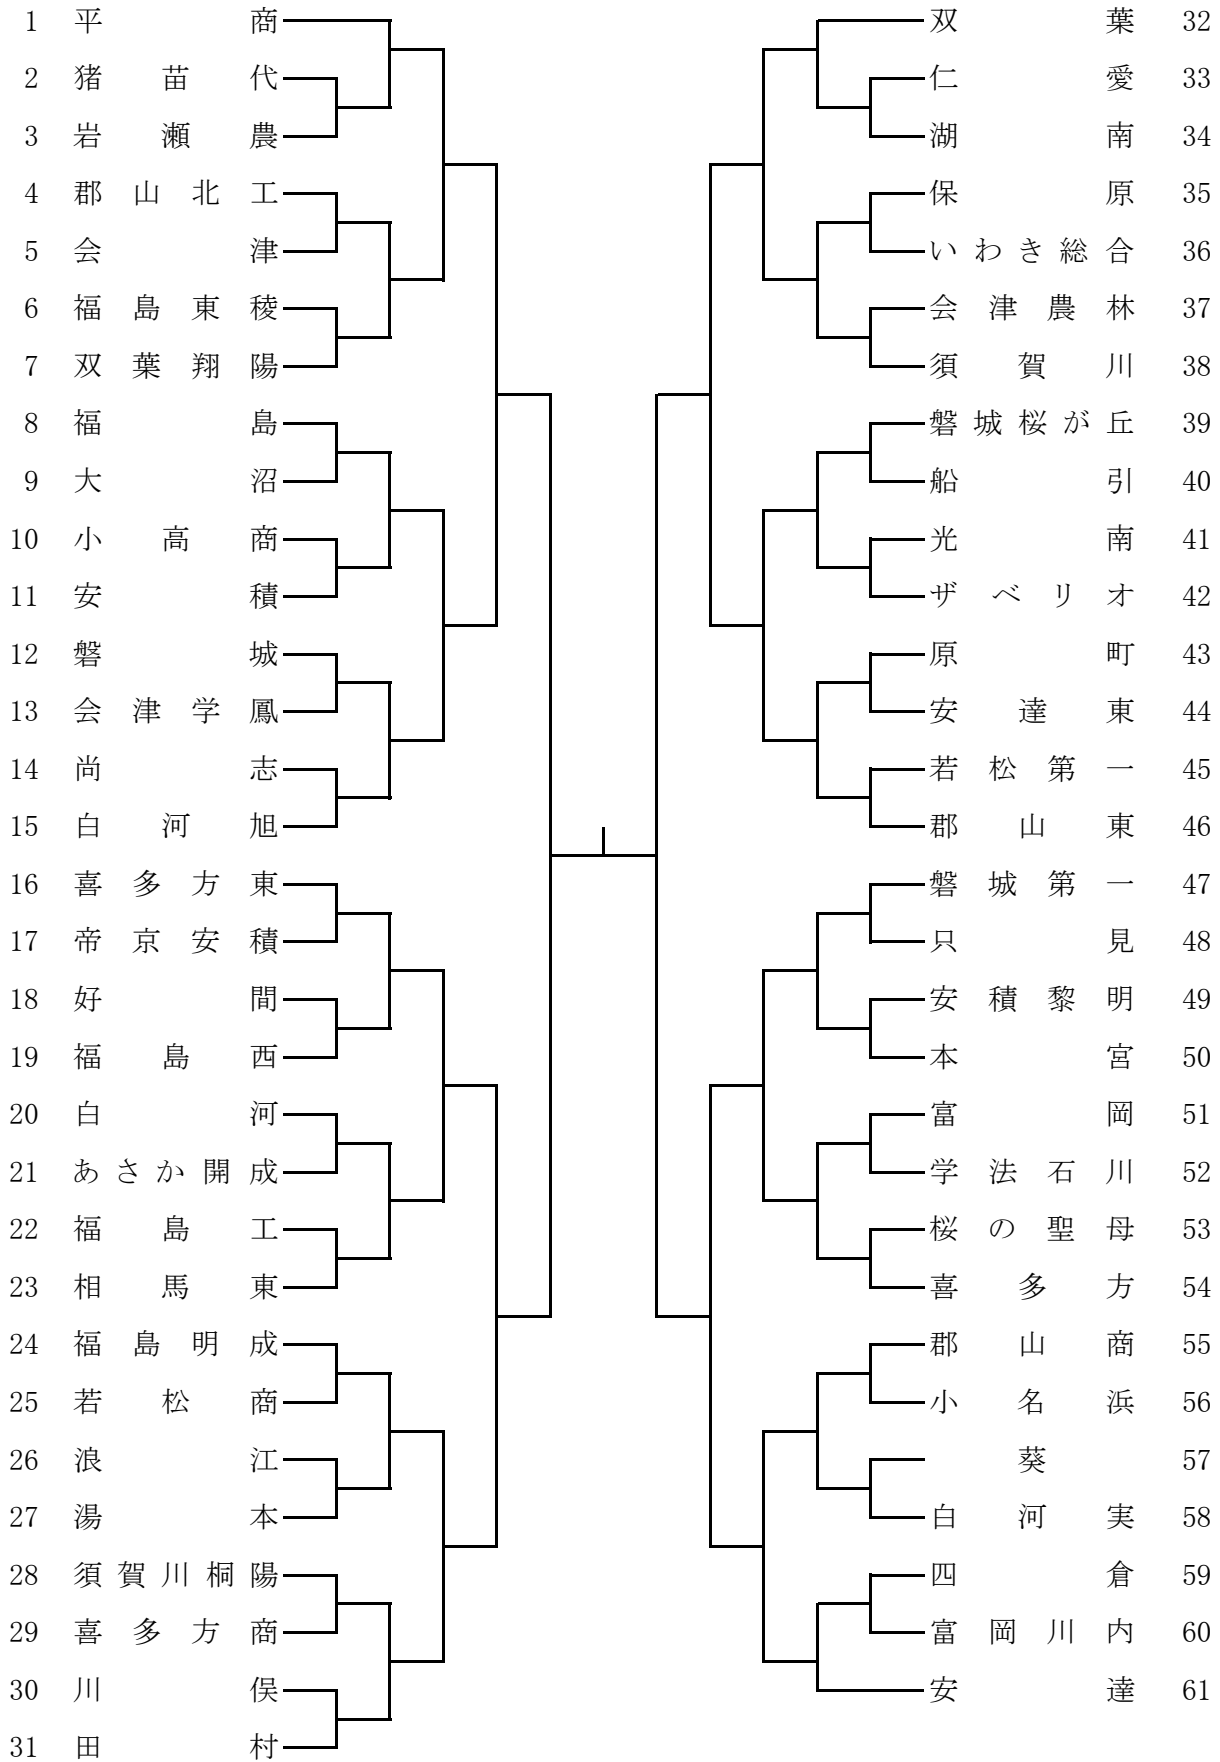 1 平商
2 猪苗代
3 岩瀬農
4 郡山北工
5 会津
6 福島東稜
7 双葉翔陽
8 福島
9 大沼
10 小高商
11 安積
12 磐城
13 会津学鳳
14 尚志
15 白河旭
16 喜多方東
17 帝京安積
18 好間
19 福島西
20 白河
21 あさか開成
22 福島工
23 相馬東
24 福島明成
25 若松商
26 浪江
27 湯本
28 須賀川桐陽
29 喜多方商
30 川俣
31 田村
双葉 32
仁愛 33
湖南 34
保原 35
いわき総合 36
会津農林 37
須賀川 38
磐城桜が丘 39
船引 40
光南 41
ザベリオ 42
原町 43
安達東 44
若松第一 45
郡山東 46
磐城第一 47
只見 48
安積黎明 49
本宮 50
富岡 51
学法石川 52
桜の聖母 53
喜多方 54
郡山商 55
小名浜 56
葵 57
白河実 58
四倉 59
富岡川内 60
安達 61